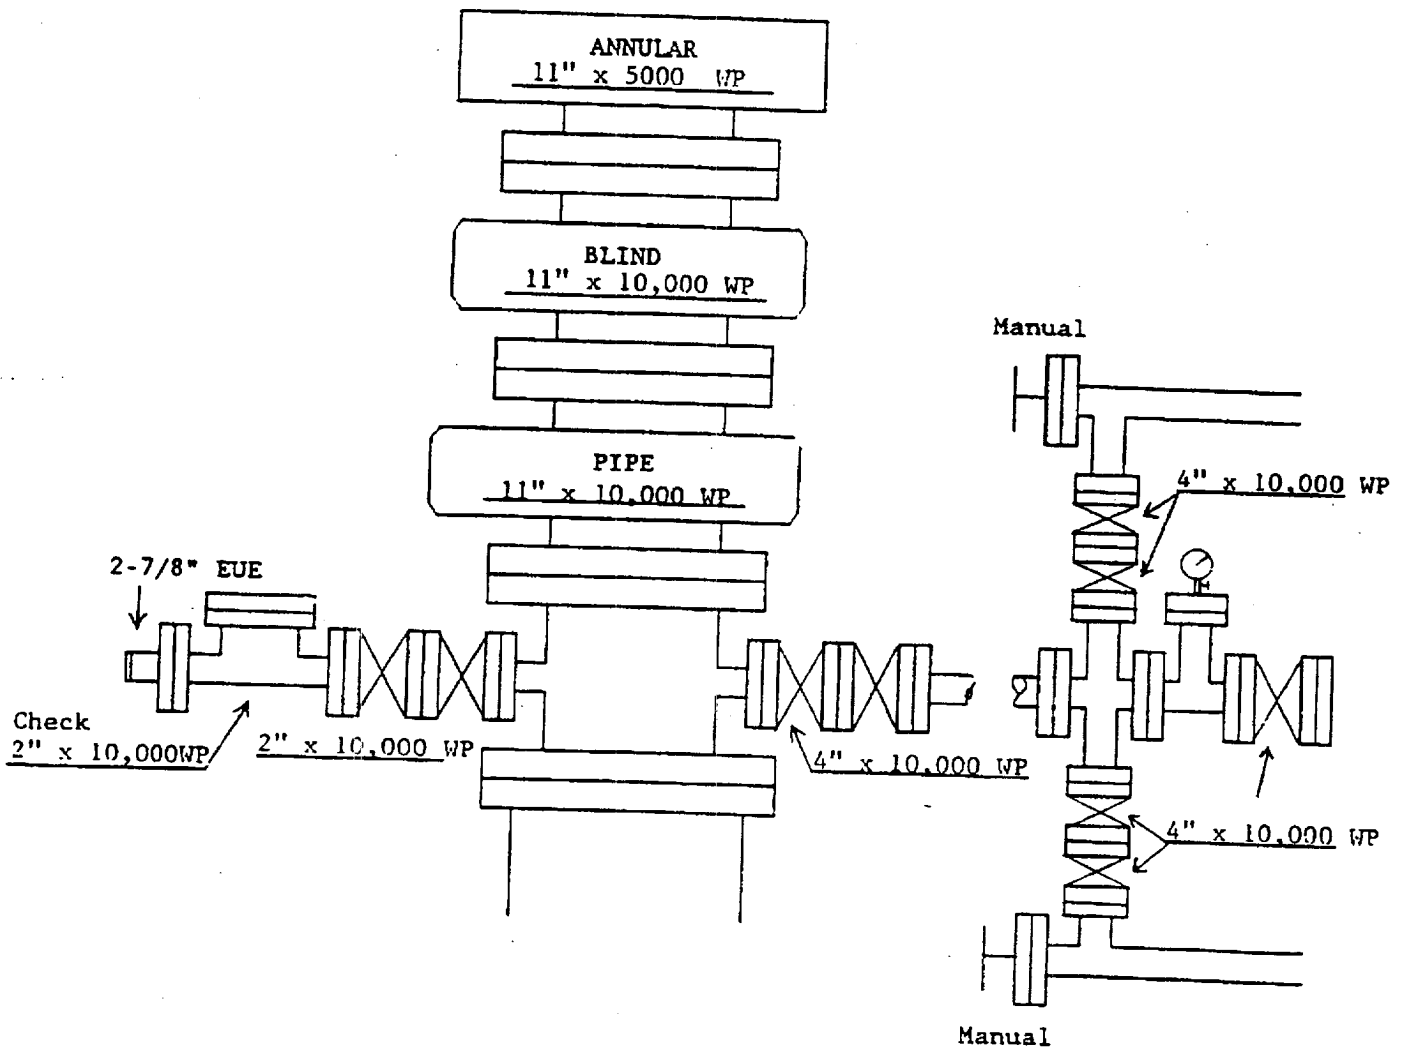 ANNULAR
11" x 5000 WP
BLIND
11" x 10,000 WP
Manual
PIPE
11" x 10,000 WP
4" x 10,000 WP
2-7/8" EUE
Check
2" x 10,000WP
2" x 10,000 WP
4" x 10,000 WP
4" x 10,000 WP
Manual